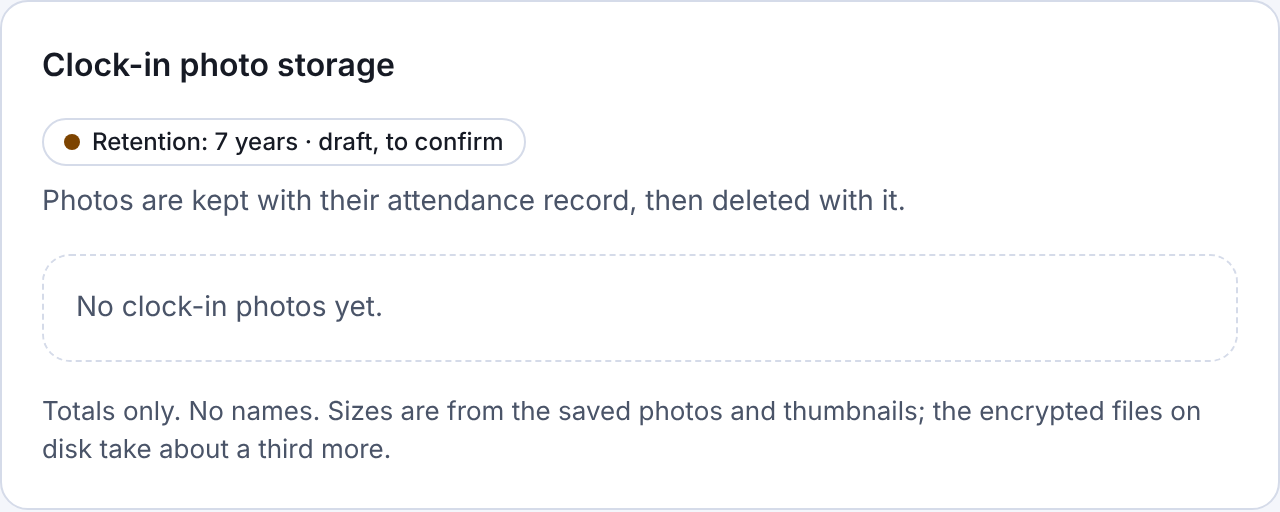 Clock-in photo storage
Retention: 7 years · draft, to confirm
Photos are kept with their attendance record, then deleted with it.
No clock-in photos yet.
Totals only. No names. Sizes are from the saved photos and thumbnails; the encrypted files on
disk take about a third more.